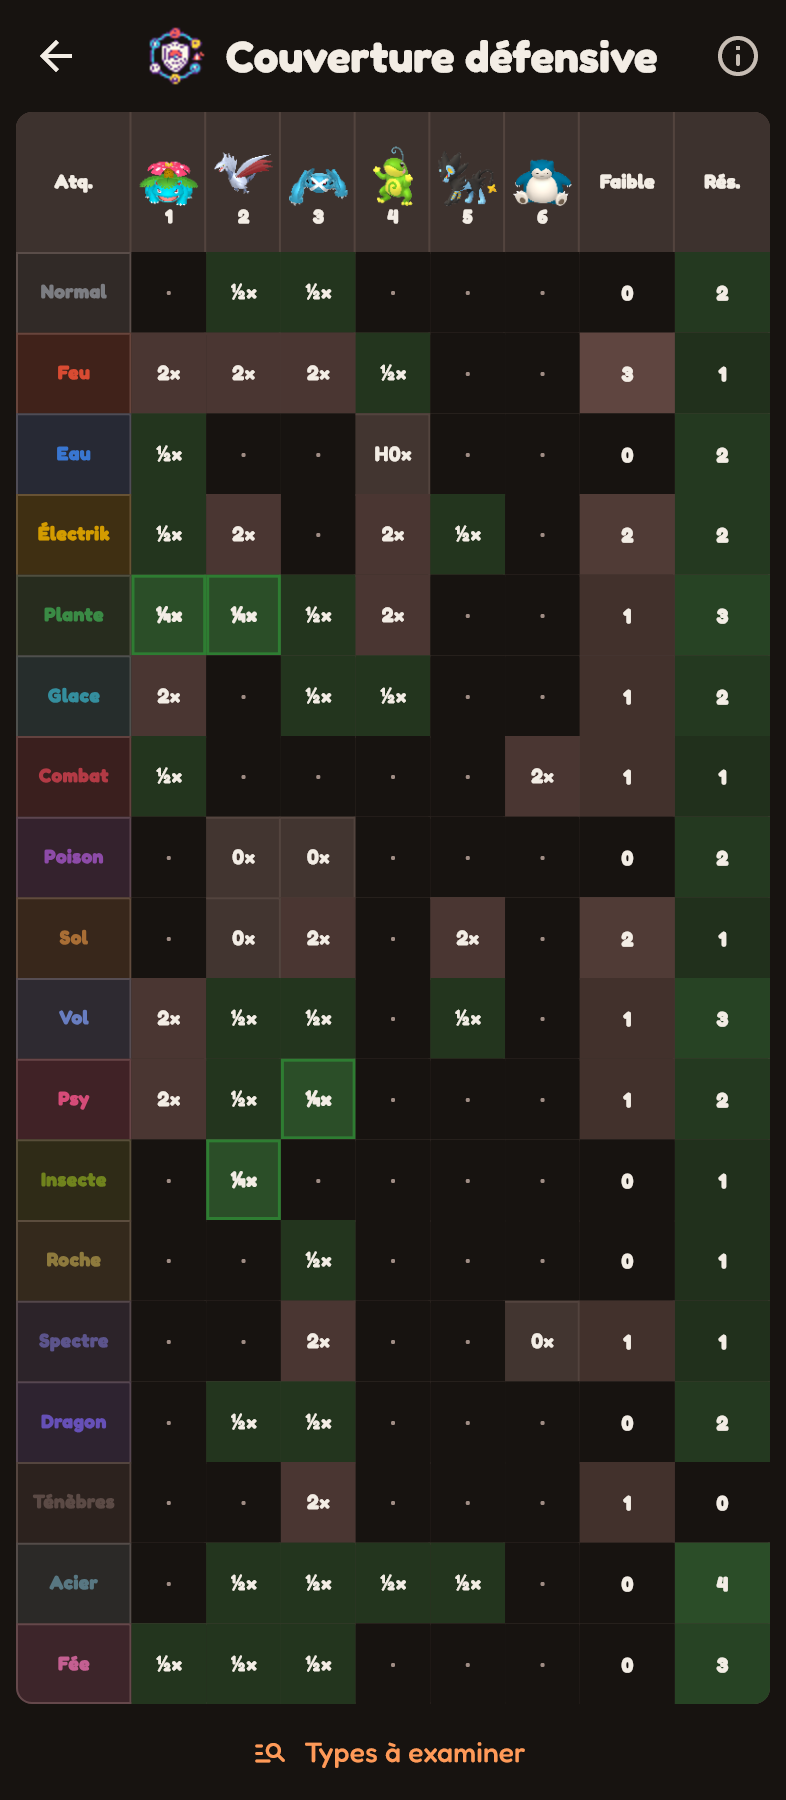 Couverture défensive
Atq. 1 2 3 4 5 6 Faible Rés.
Normal · ½x ½x · · · 0 2
Feu 2x 2x 2x ½x · · 3 1
Eau ½x · · H0x · · 0 2
Électrik ½x 2x · 2x ½x · 2 2
Plante ¼x ¼x ½x 2x · · 1 3
Glace 2x · ½x ½x · · 1 2
Combat ½x · · · · 2x 1 1
Poison · 0x 0x · · · 0 2
Sol · 0x 2x · 2x · 2 1
Vol 2x ½x ½x · ½x · 1 3
Psy 2x ½x ¼x · · · 1 2
Insecte · ¼x · · · · 0 1
Roche · · ½x · · · 0 1
Spectre · · 2x · · 0x 1 1
Dragon · ½x ½x · · · 0 2
Ténèbres · · 2x · · · 1 0
Acier · ½x ½x ½x ½x · 0 4
Fée ½x ½x ½x · · · 0 3
Types à examiner